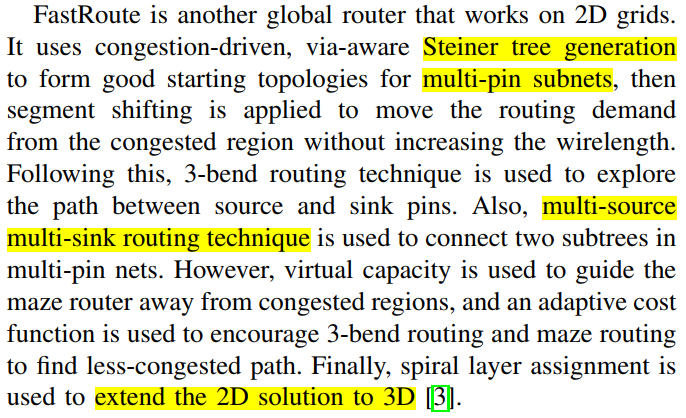 FastRoute is another global router that works on 2D grids.
It uses congestion-driven, via-aware Steiner tree generation
to form good starting topologies for multi-pin subnets, then
segment shifting is applied to move the routing demand
from the congested region without increasing the wirelength.
Following this, 3-bend routing technique is used to explore
the path between source and sink pins. Also, multi-source
multi-sink routing technique is used to connect two subtrees in
multi-pin nets. However, virtual capacity is used to guide the
maze router away from congested regions, and an adaptive cost
function is used to encourage 3-bend routing and maze routing
to find less-congested path. Finally, spiral layer assignment is
used to extend the 2D solution to 3D [3].